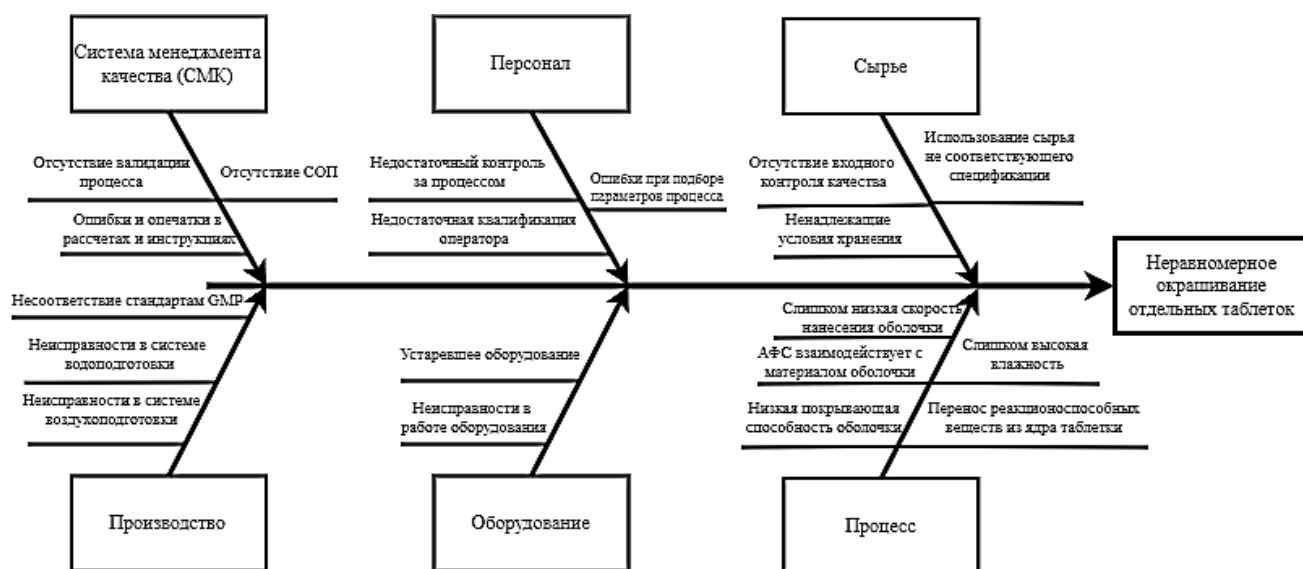 Система менеджмента
качества (СМК)
Персонал
Сырье
Отсутствие валидации
процесса
Отсутствие СОП
Ошибки и опечатки в
рассчетах и инструкциях
Недостаточный контроль
за процессом
Ошибки при подборе
параметров процесса
Недостаточная квалификация
оператора
Отсутствие входного
контроля качества
Использование сырья
не соответствующего
спецификации
Ненадлежащие
условия хранения
Неравномерное
окрашивание
отдельных таблеток
Несоответствие стандартам GMP
Неисправности в системе
водоподготовки
Неисправности в системе
воздухоподготовки
Устаревшее оборудование
Неисправности в
работе оборудования
Слишком низкая скорость
нанесения оболочки
АФС взаимодействует с
материалом оболочки
Слишком высокая
влажность
Низкая покрывающая
способность оболочки
Перенос реакционоспособных
веществ из ядра таблетки
Производство
Оборудование
Процесс